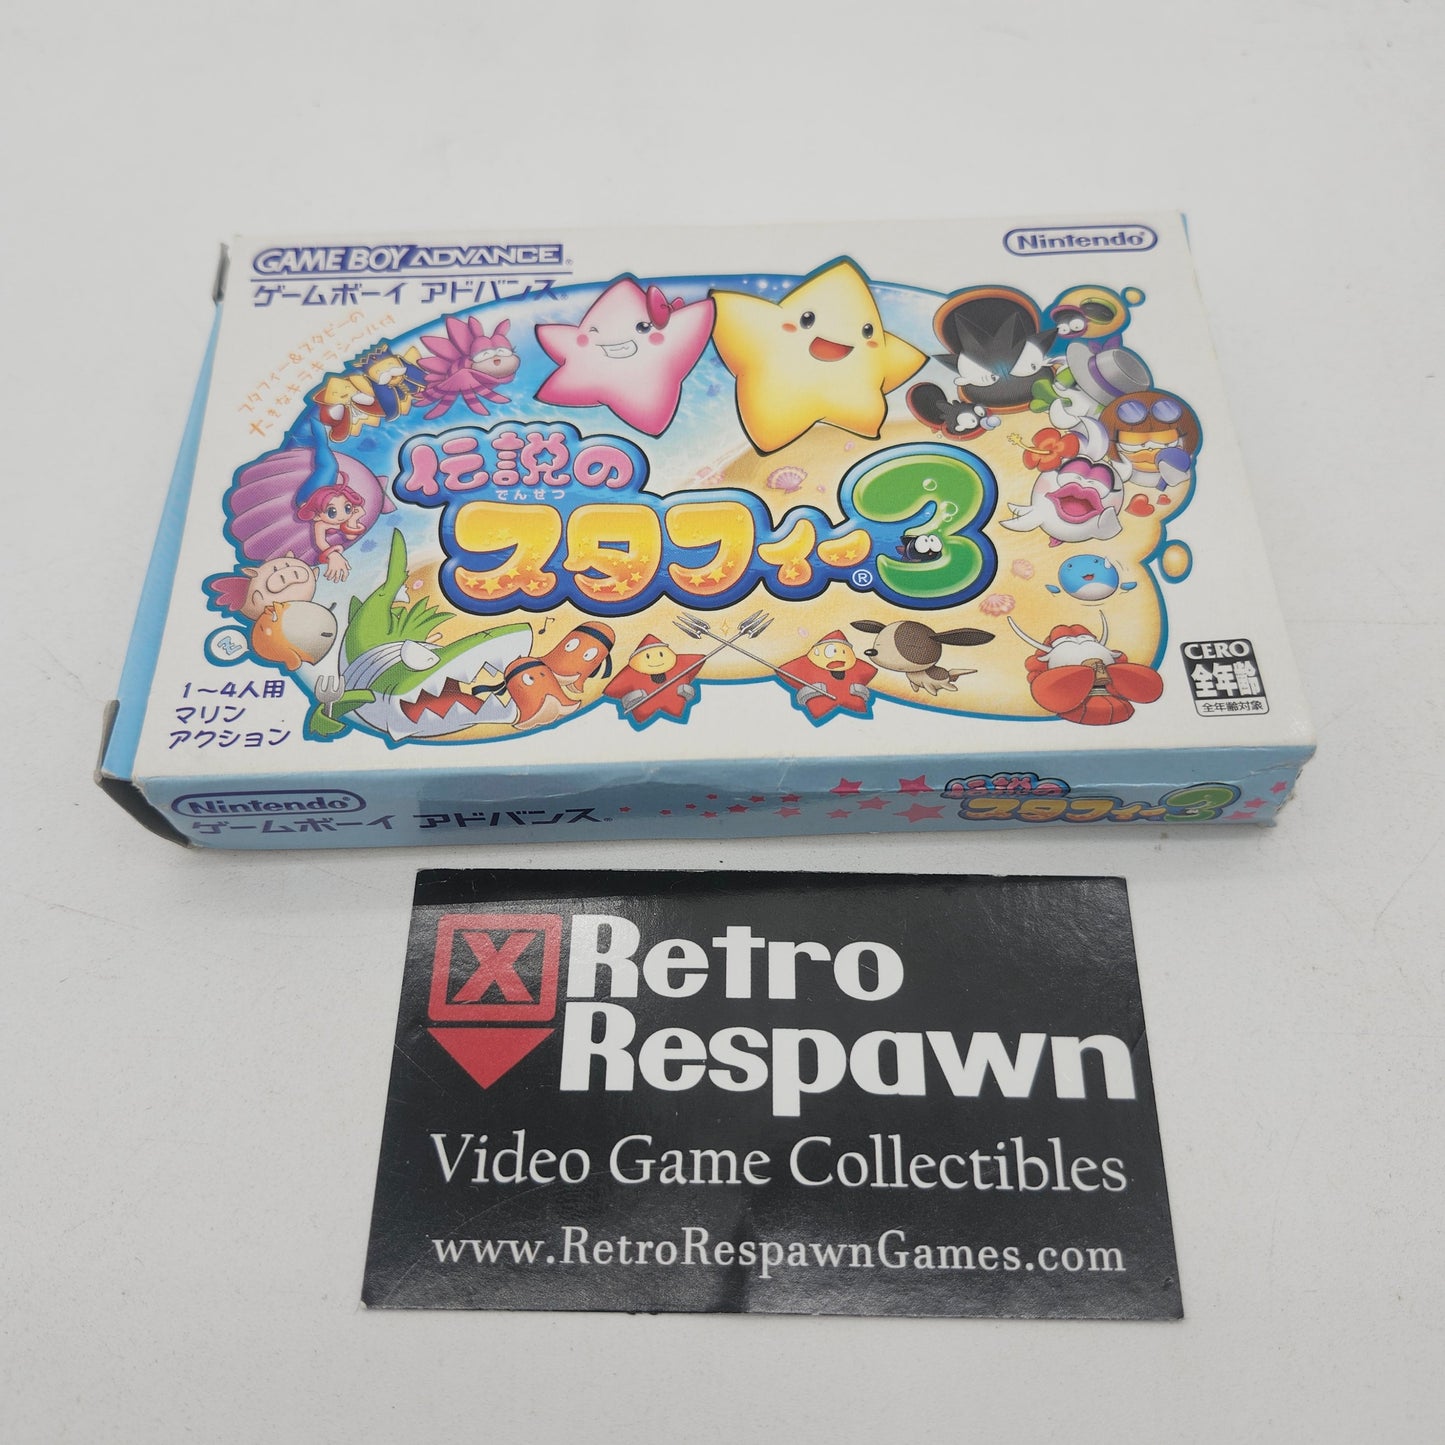 GAME BOY ADVANCE
Nintendo®
ゲームボーイ アドバンス®
スタフィー&スタピーの
大きなキラキラシ〜ル付
伝説の
でんせつ
スタフィー®3
CERO
全年齢
全年齢対象
1〜4人用
マリン
アクション
Nintendo®
ゲームボーイ アドバンス®
伝説の
スタフィー3
X Retro
Respawn
Video Game Collectibles
www.RetroRespawnGames.com